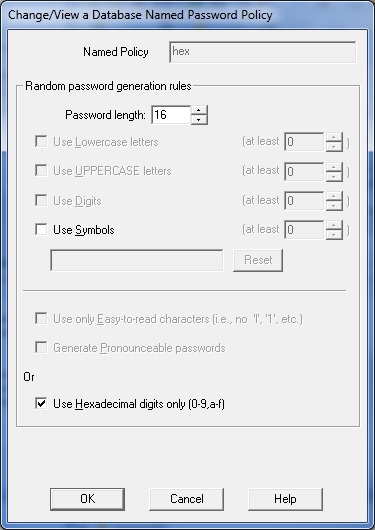 Change/View a Database Named Password Policy
Named Policy hex
Random password generation rules
Password length: 16
Use Lowercase letters (at least 0 )
Use UPPERCASE letters (at least 0 )
Use Digits (at least 0 )
Use Symbols (at least 0 )
Reset
Use only Easy-to-read characters (i.e., no 'l', '1', etc.)
Generate Pronounceable passwords
Or
Use Hexadecimal digits only (0-9,a-f)
OK Cancel Help